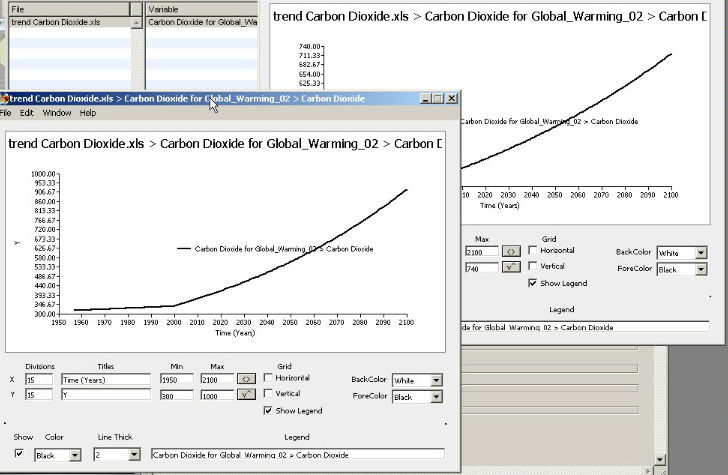 File
Variable
trend Carbon Dioxide.xls
Carbon Dioxide for Global_Wa
trend Carbon Dioxide.xls > Carbon Dioxide for Global_Warming_02 > Carbon D
740.00
711.33
682.67
654.00
625.33
Carbon Dioxide for Global_Warming_02 > Carbon Dioxide
2020 2030 2040 2050 2060 2070 2080 2090 2100
Time (Years)
Max
Grid
2100
<>
Horizontal
BackColor
White
740
v^
Vertical
ForeColor
Black
Show Legend
Legend
de for Global_Warming_02 > Carbon Dioxide
trend Carbon Dioxide.xls > Carbon Dioxide for Global_Warming_02 > Carbon Dioxide
File Edit Window Help
trend Carbon Dioxide.xls > Carbon Dioxide for Global_Warming_02 > Carbon D
1000.00
953.33
906.67
860.00
813.33
766.67
720.00
673.33
626.67
580.00
533.33
486.67
440.00
393.33
346.67
300.00
Y
Carbon Dioxide for Global_Warming_02 > Carbon Dioxide
1950 1960 1970 1980 1990 2000 2010 2020 2030 2040 2050 2060 2070 2080 2090 2100
Time (Years)
Divisions Titles Min Max Grid
X 15 Time (Years) 1950 2100 <> Horizontal BackColor White
Y 15 Y 300 1000 v^ Vertical ForeColor Black
Show Legend
Show Color Line Thick Legend
Black 2 Carbon Dioxide for Global_Warming_02 > Carbon Dioxide